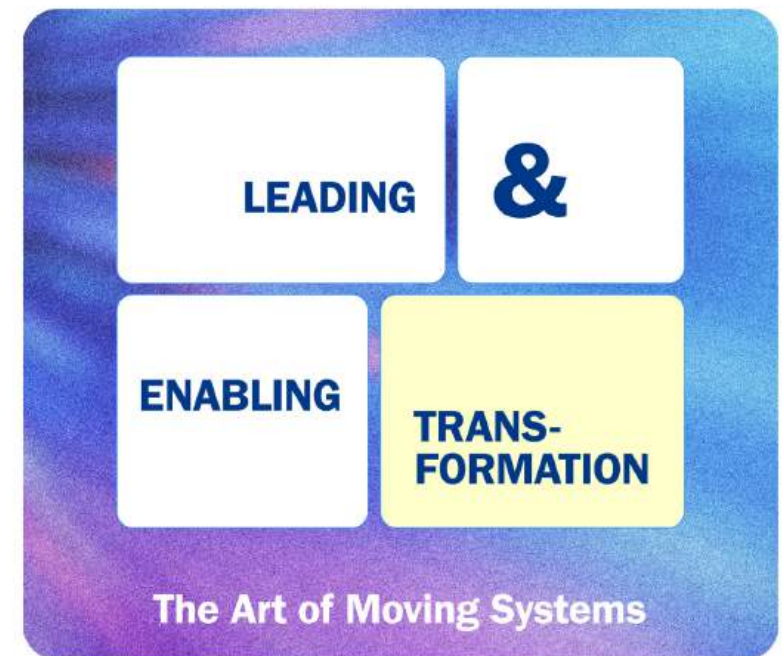 LEADING
&
ENABLING
TRANS-
FORMATION
The Art of Moving Systems